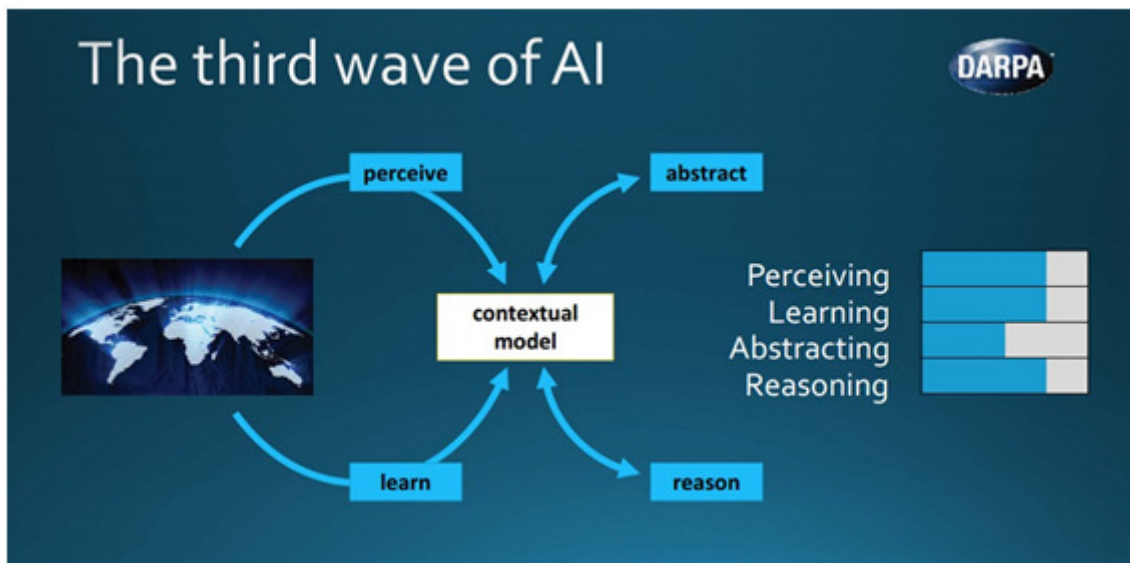 The third wave of AI
DARPA
perceive
abstract
contextual
model
learn
reason
Perceiving
Learning
Abstracting
Reasoning